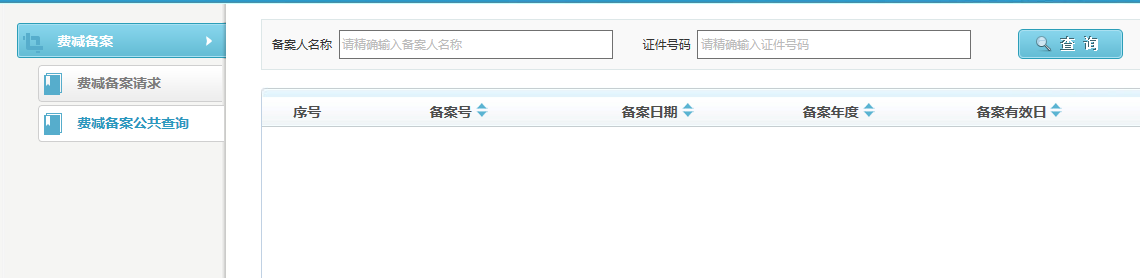 费减备案
费减备案请求
费减备案公共查询
备案人名称 请精确输入备案人名称 证件号码 请精确输入证件号码 查 询
序号 备案号 备案日期 备案年度 备案有效日